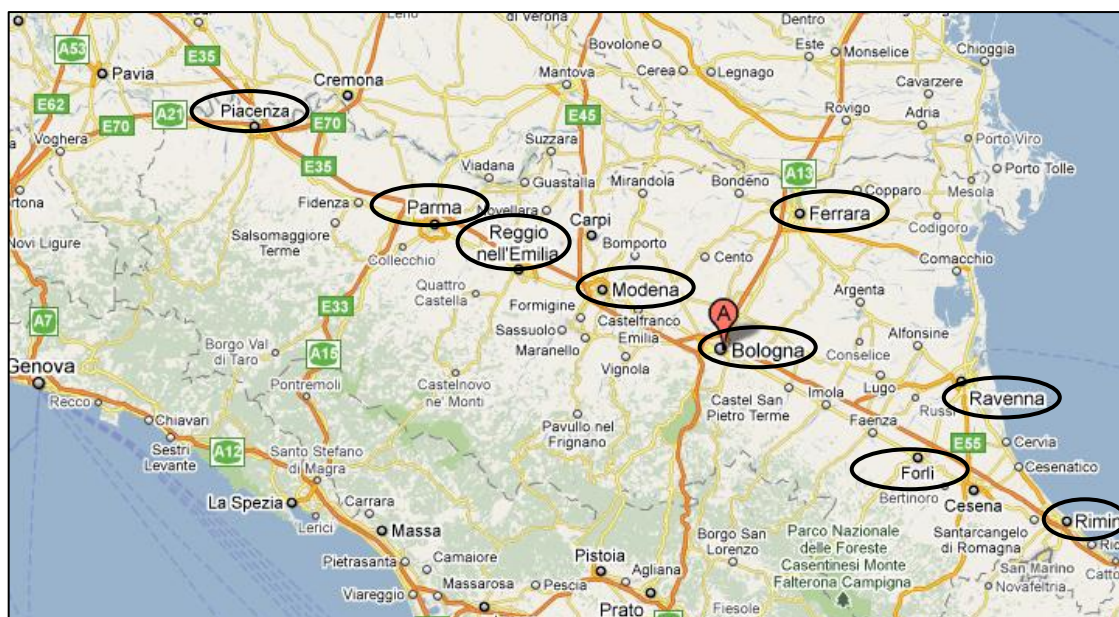 di Verona
Dentro
Chioggia
A53
E35
Bovolone
Este
Monselice
Pavia
Cremona
Mantova
Cerea
Legnago
Cavarzere
E62
A21
Piacenza
E70
E70
E45
Rovigo
Adria
Voghera
Suzzara
Porto Viro
E35
Viadana
Guastalla
Mirandola
Bondeno
A13
Copparo
Mesola
Porto Tolle
Fidenza
Parma
Novellara
Carpi
Ferrara
Codigoro
Novi Ligure
Salsomaggiore
Terme
Collecchio
Reggio
nell'Emilia
Bomporto
Cento
Comacchio
Quattro
Castella
Modena
Argenta
E33
Formigine
Castelfranco
Emilia
A
A7
Sassuolo
Maranello
Bologna
Alfonsine
Borgo Val
di Taro
A15
Vignola
Conselice
Genova
Pontremoli
Castelnovo
ne' Monti
Castel San
Pietro Terme
Imola
Lugo
Ravenna
Recco
Chiavari
Russi
Pavullo nel
Frignano
Faenza
Sestri
Levante
A12
Santo Stefano
di Magra
E55
Cervia
Forlì
Cesenatico
La Spezia
Carrara
Bertinoro
Cesena
Lerici
Massa
Borgo San
Lorenzo
Parco Nazionale
delle Foreste
Casentinesi Monte
Falterona Campigna
Santarcangelo
di Romagna
Rimin
Ric
Pietrasanta
Camaiore
Pistoia
Agliana
San Marino
Catto
Viareggio
Massarosa
Pescia
Prato
Fiesole
Novafeltria